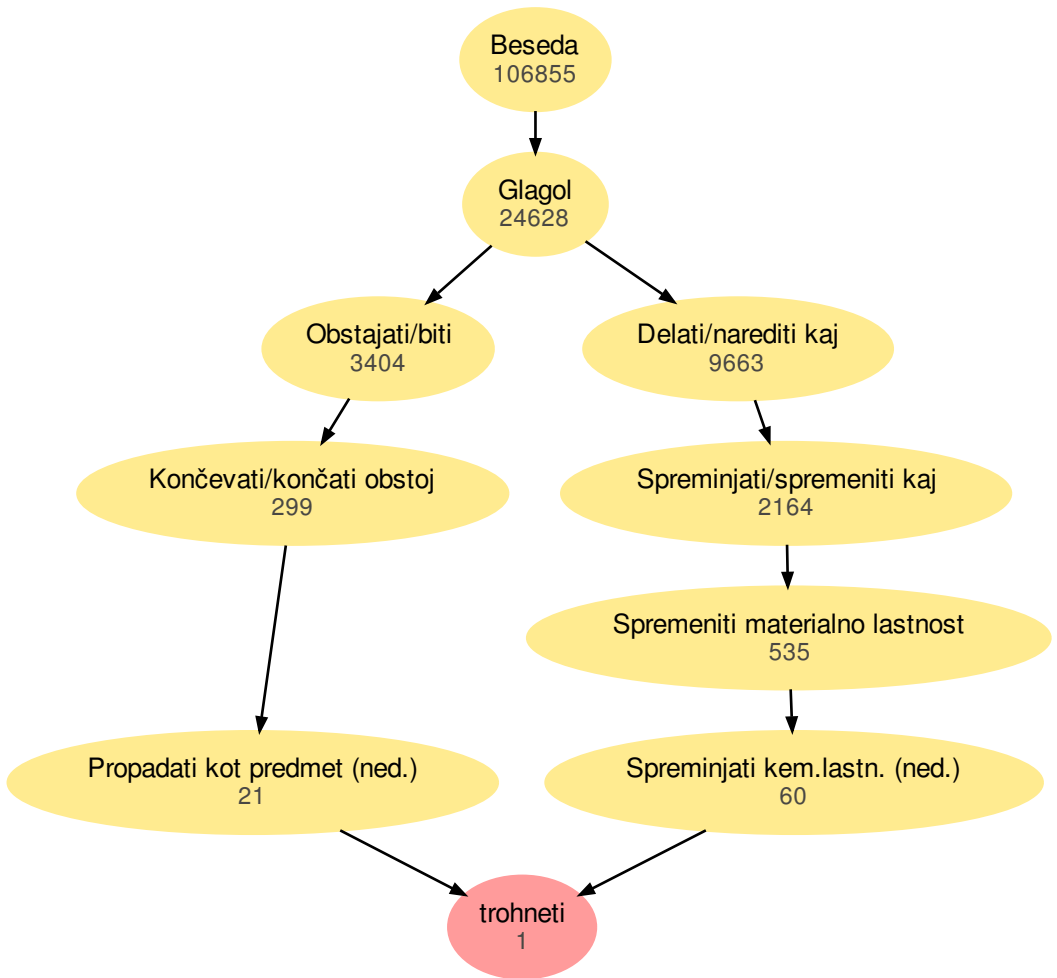 Beseda
106855
Glagol
24628
Obstajati/biti
3404
Delati/narediti kaj
9663
Končevati/končati obstoj
299
Spreminjati/spremeniti kaj
2164
Spremeniti materialno lastnost
535
Propadati kot predmet (ned.)
21
Spreminjati kem.lastn. (ned.)
60
trohneti
1